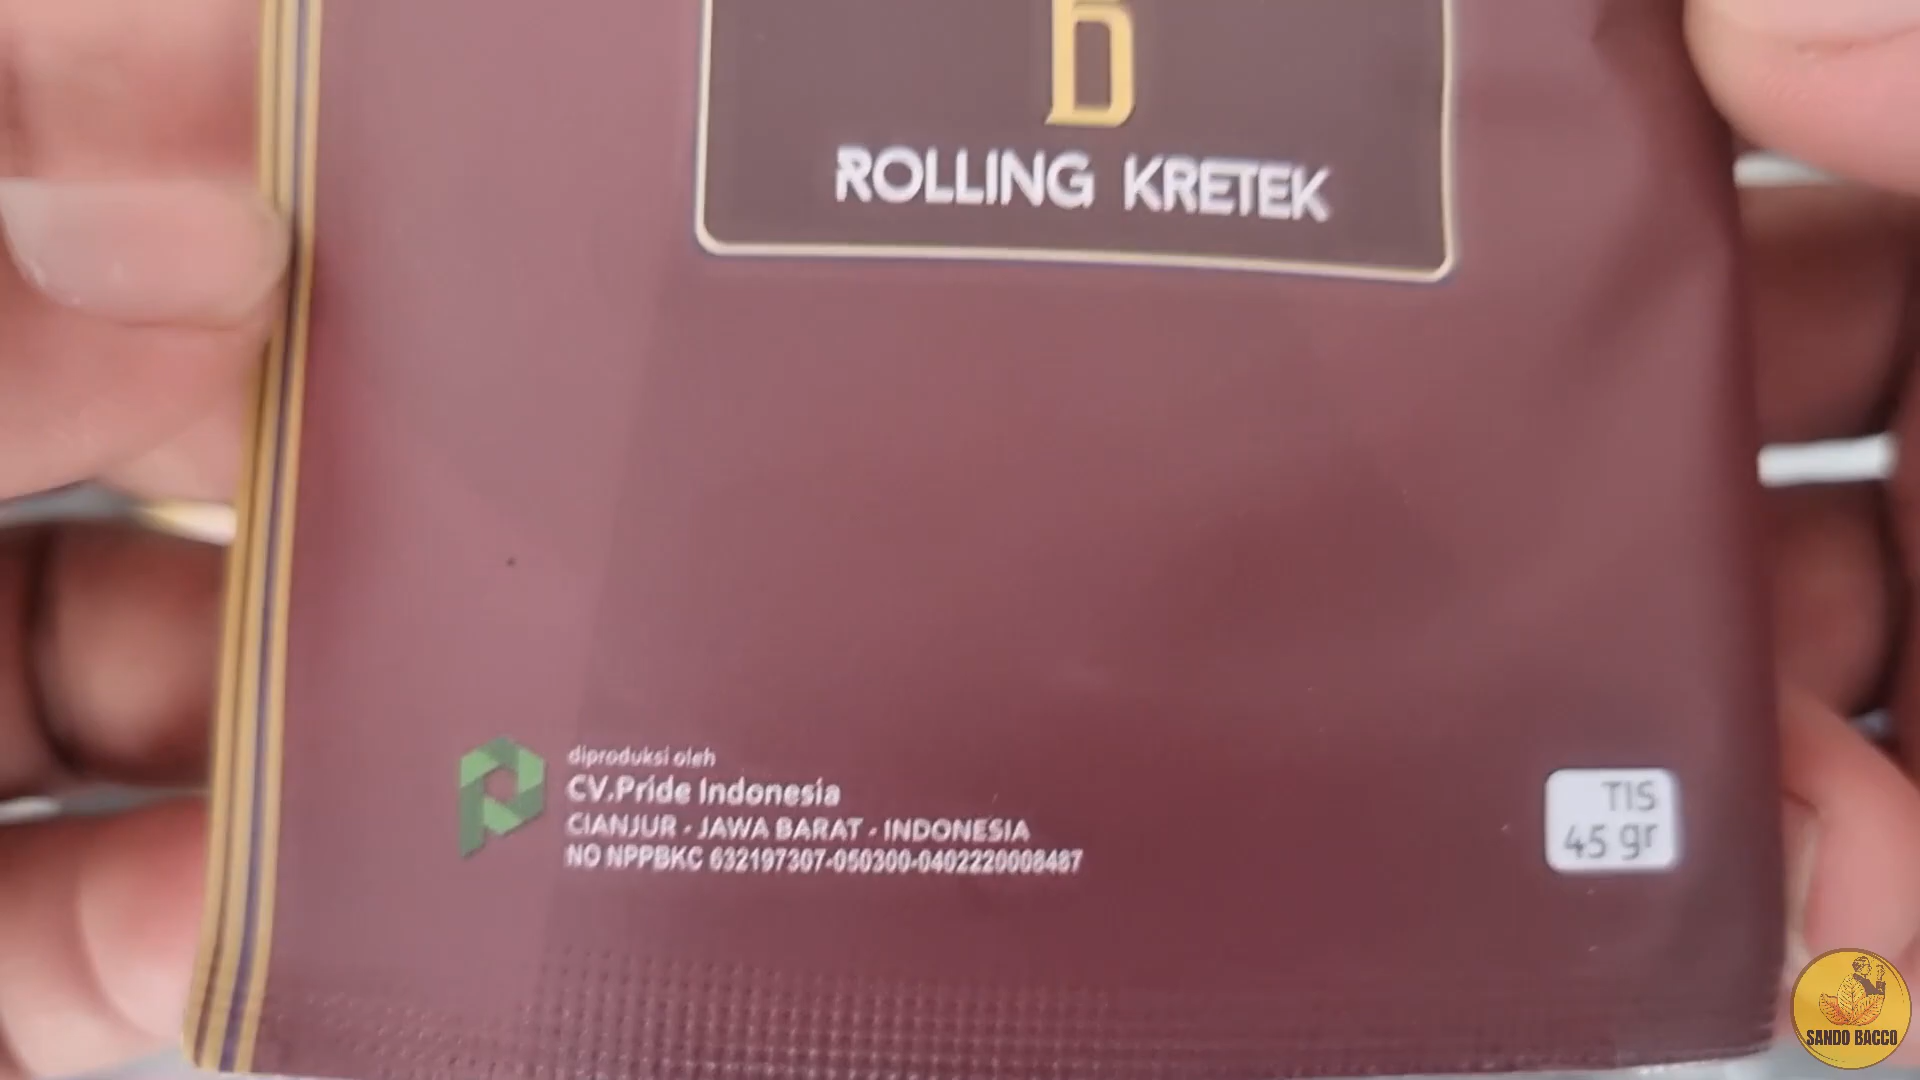 ROLLING KRETEK
diproduksi oleh
CV.Pride Indonesia
CIANJUR - JAWA BARAT - INDONESIA
NO NPPBKC 632197307-050300-0402220008487
TIS
45 gr
SANDO BACCO